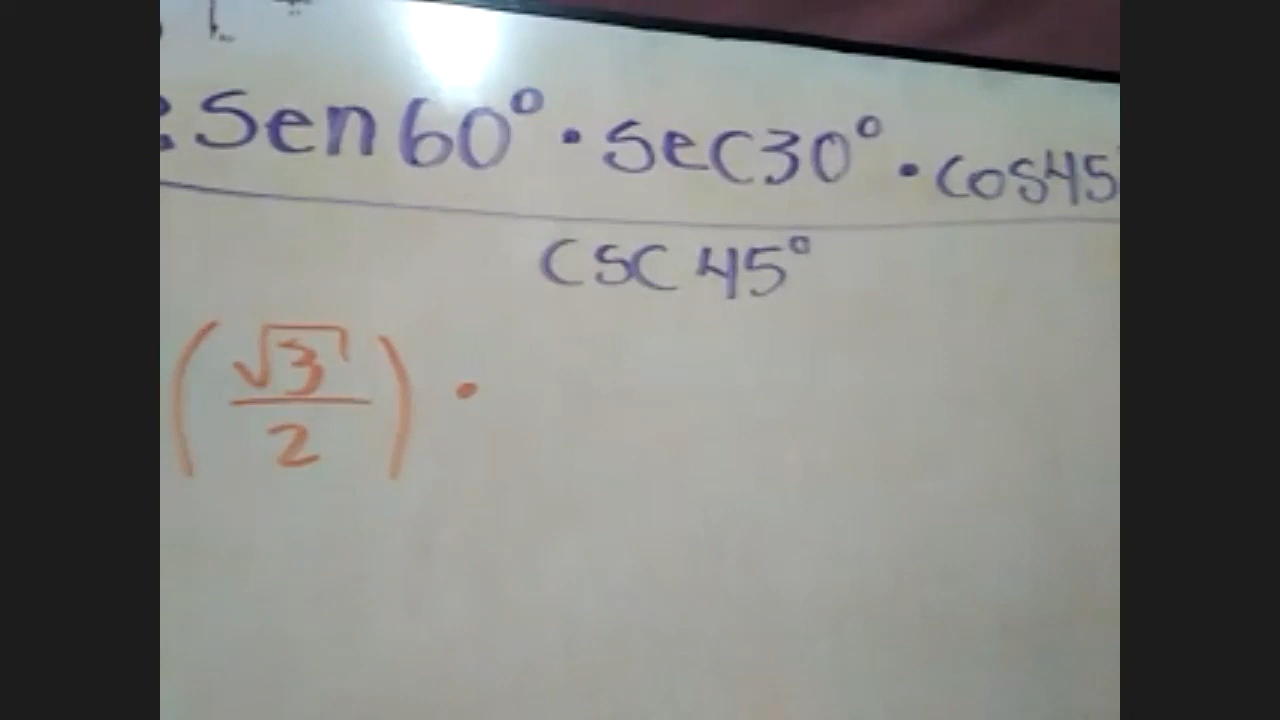 : Sen 60° · sec 30° · cos 45
csc 45°
(√3/2) ·